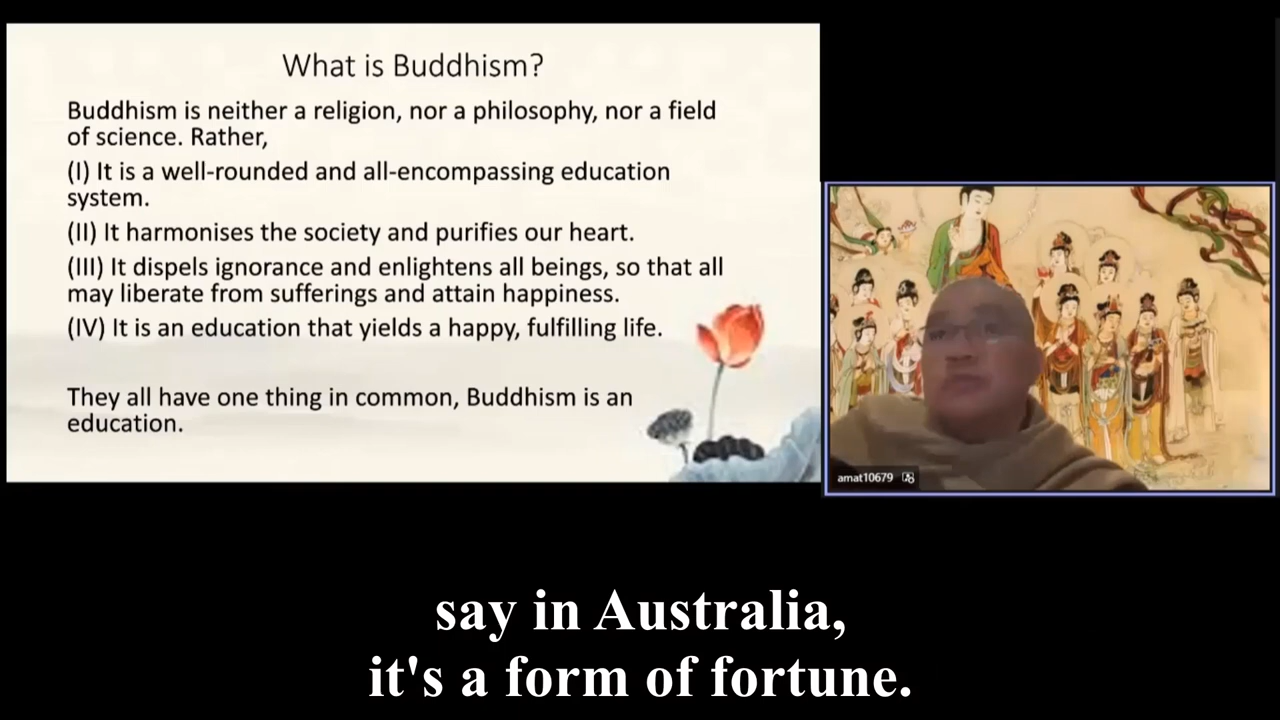 What is Buddhism?
Buddhism is neither a religion, nor a philosophy, nor a field
of science. Rather,
(I) It is a well-rounded and all-encompassing education
system.
(II) It harmonises the society and purifies our heart.
(III) It dispels ignorance and enlightens all beings, so that all
may liberate from sufferings and attain happiness.
(IV) It is an education that yields a happy, fulfilling life.
They all have one thing in common, Buddhism is an
education.
amat10679
say in Australia,
it's a form of fortune.